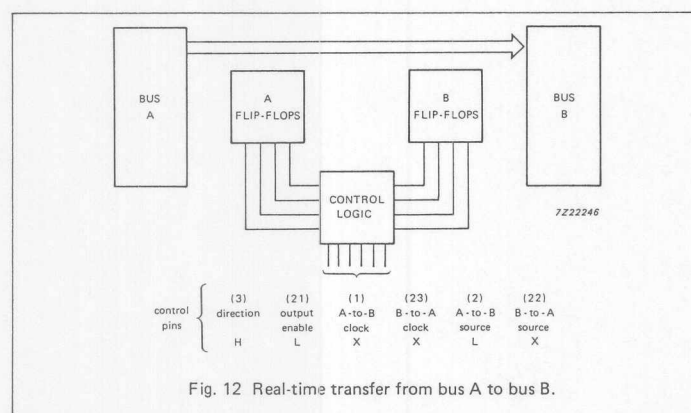 BUS
A
A
FLIP-FLOPS
B
FLIP-FLOPS
BUS
B
CONTROL
LOGIC
7Z22246
control
pins
(3) (21) (1) (23) (2) (22)
direction output A-to-B B-to-A A-to-B B-to-A
enable clock clock source source
H L X X L X
Fig. 12 Real-time transfer from bus A to bus B.